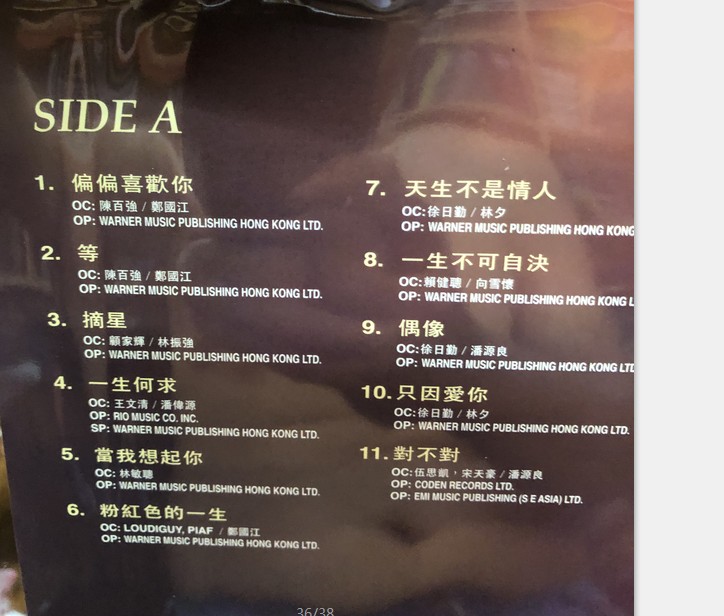 SIDE A
1. 偏偏喜歡你
OC: 陳百強 / 鄭國江
OP: WARNER MUSIC PUBLISHING HONG KONG LTD.
2. 等
OC: 陳百強 / 鄭國江
OP: WARNER MUSIC PUBLISHING HONG KONG LTD.
3. 摘星
OC: 顧家輝 / 林振強
OP: WARNER MUSIC PUBLISHING HONG KONG LTD.
4. 一生何求
OC: 王文清 / 潘偉源
OP: RIO MUSIC CO. INC.
SP: WARNER MUSIC PUBLISHING HONG KONG LTD.
5. 當我想起你
OC: 林敏聰
OP: WARNER MUSIC PUBLISHING HONG KONG LTD.
6. 粉紅色的一生
OC: LOUDIGUY, PIAF / 鄭國江
OP: WARNER MUSIC PUBLISHING HONG KONG LTD.
7. 天生不是情人
OC: 徐日勤 / 林夕
OP: WARNER MUSIC PUBLISHING HONG KONG
8. 一生不可自決
OC: 賴健聰 / 向雪懷
OP: WARNER MUSIC PUBLISHING HONG KONG L
9. 偶像
OC: 徐日勤 / 潘源良
OP: WARNER MUSIC PUBLISHING HONG KONG LTD
10. 只因愛你
OC: 徐日勤 / 林夕
OP: WARNER MUSIC PUBLISHING HONG KONG LTD.
11. 對不對
OC: 伍思凱，宋天豪 / 潘源良
OP: CODEN RECORDS LTD.
OP: EMI MUSIC PUBLISHING (S E ASIA) LTD.
36/38